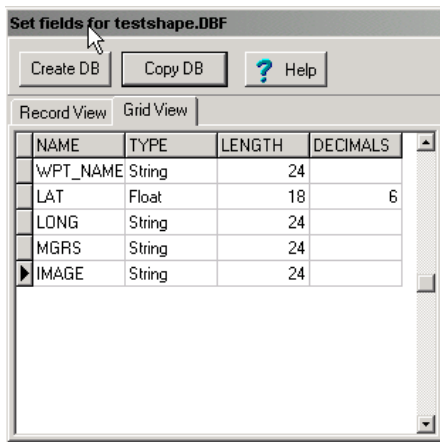 Set fields for testshape.DBF
Create DB Copy DB ? Help
Record View Grid View
NAME TYPE LENGTH DECIMALS
WPT_NAME String 24
LAT Float 18 6
LONG String 24
MGRS String 24
IMAGE String 24